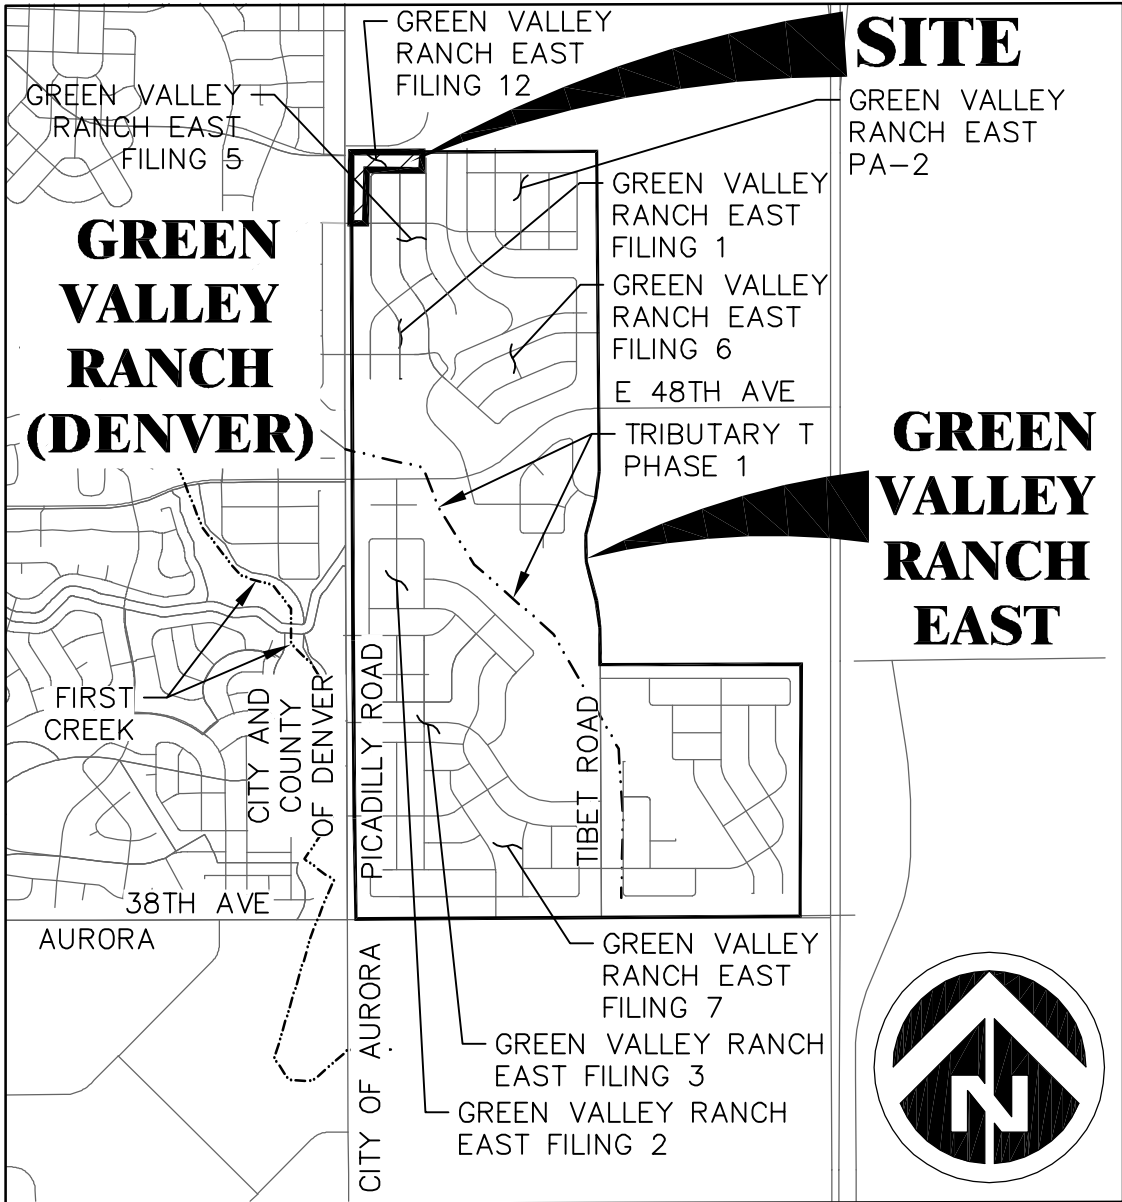 GREEN VALLEY
RANCH EAST
FILING 12
SITE
GREEN VALLEY
RANCH EAST
FILING 5
GREEN VALLEY
RANCH EAST
PA-2
GREEN VALLEY
RANCH EAST
FILING 1
GREEN
VALLEY
RANCH
(DENVER)
GREEN VALLEY
RANCH EAST
FILING 6
E 48TH AVE
TRIBUTARY T
PHASE 1
GREEN
VALLEY
RANCH
EAST
FIRST
CREEK
CITY AND
COUNTY
OF DENVER
PICADILLY ROAD
TIBET ROAD
38TH AVE
AURORA
CITY OF AURORA
GREEN VALLEY
RANCH EAST
FILING 7
GREEN VALLEY RANCH
EAST FILING 3
GREEN VALLEY RANCH
EAST FILING 2
N